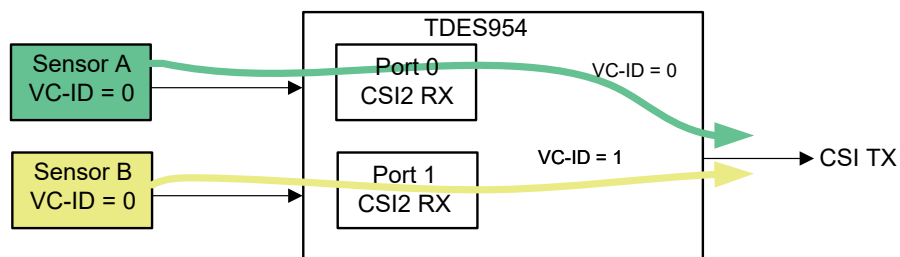 TDES954
Sensor A
VC-ID = 0
Port 0
CSI2 RX
VC-ID = 0
Sensor B
VC-ID = 0
Port 1
CSI2 RX
VC-ID = 1
CSI TX